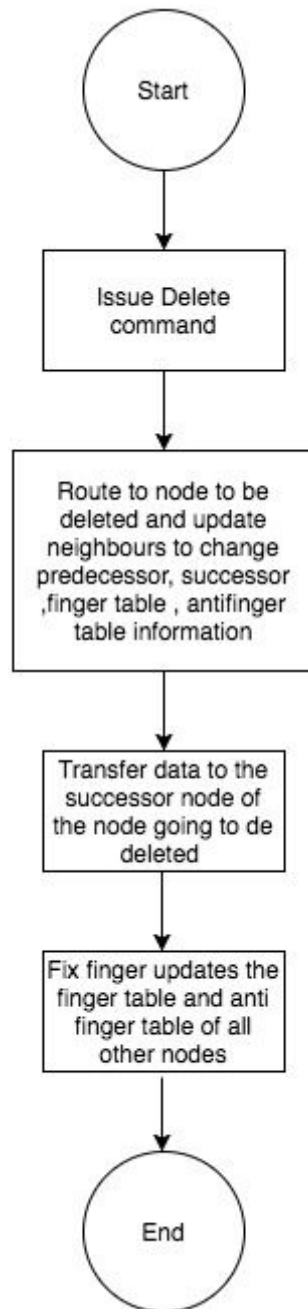 Start
Issue Delete
command
Route to node to be
deleted and update
neighbours to change
predecessor, successor
,finger table , antifinger
table information
Transfer data to the
successor node of
the node going to de
deleted
Fix finger updates the
finger table and anti
finger table of all
other nodes
End